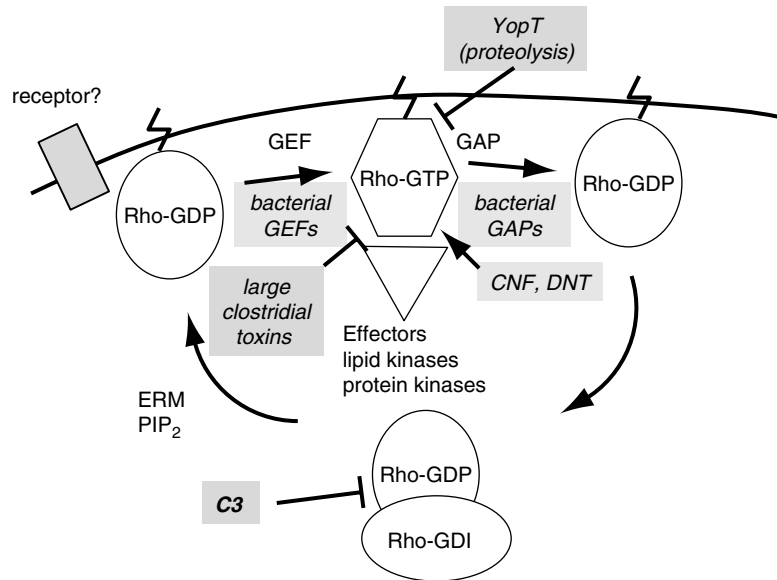 YopT
(proteolysis)
receptor?
GEF
GAP
Rho-GDP
Rho-GTP
Rho-GDP
bacterial
GEFs
bacterial
GAPs
large
clostridial
toxins
CNF, DNT
Effectors
lipid kinases
protein kinases
ERM
PIP₂
Rho-GDP
C3
Rho-GDI